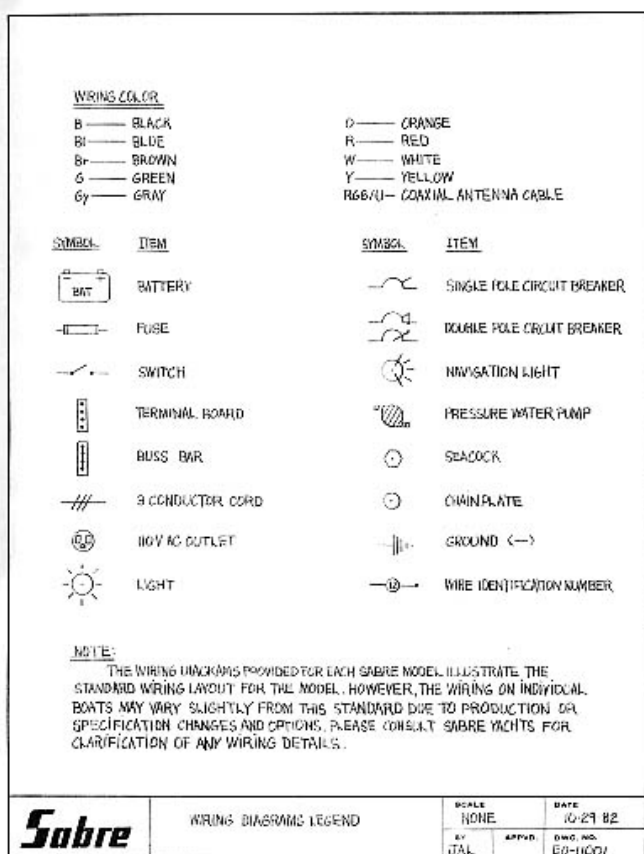 WIRING COLOR
B — BLACK
Bl — BLUE
Br — BROWN
G — GREEN
Gy — GRAY
O — ORANGE
R — RED
W — WHITE
Y — YELLOW
RG8/U — COAXIAL ANTENNA CABLE
SYMBOL ITEM
BAT BATTERY
FUSE
SWITCH
TERMINAL BOARD
BUSS BAR
3 CONDUCTOR CORD
110V AC OUTLET
LIGHT
SYMBOL ITEM
SINGLE POLE CIRCUIT BREAKER
DOUBLE POLE CIRCUIT BREAKER
NAVIGATION LIGHT
PRESSURE WATER PUMP
SEACOCK
CHAINPLATE
GROUND (—)
12 WIRE IDENTIFICATION NUMBER
NOTE:
THE WIRING DIAGRAMS PROVIDED FOR EACH SABRE MODEL ILLUSTRATE THE
STANDARD WIRING LAYOUT FOR THE MODEL. HOWEVER, THE WIRING ON INDIVIDUAL
BOATS MAY VARY SLIGHTLY FROM THIS STANDARD DUE TO PRODUCTION OR
SPECIFICATION CHANGES AND OPTIONS. PLEASE CONSULT SABRE YACHTS FOR
CLARIFICATION OF ANY WIRING DETAILS.
Sabre
WIRING DIAGRAMS LEGEND
SCALE
NONE
DATE
10-29 82
BY
JAL
APPVD.
DWG. NO.